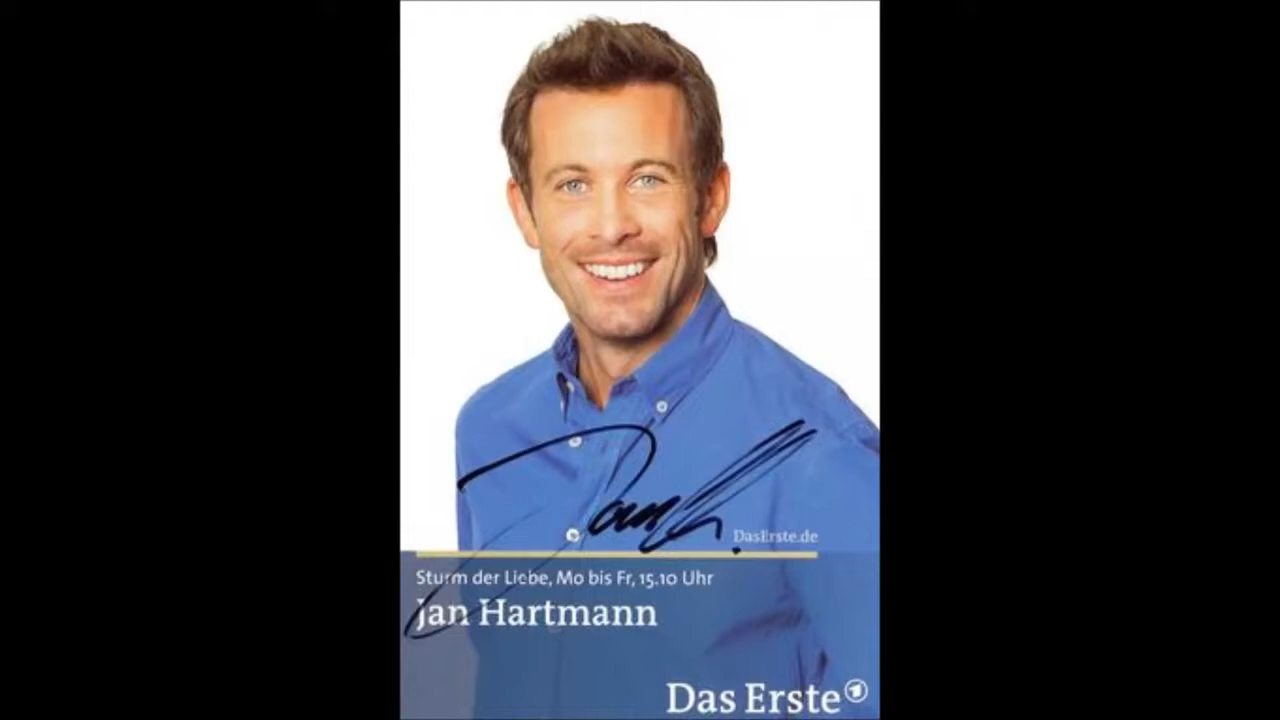 DasErste.de
Sturm der Liebe, Mo bis Fr, 15.10 Uhr
Jan Hartmann
Das Erste